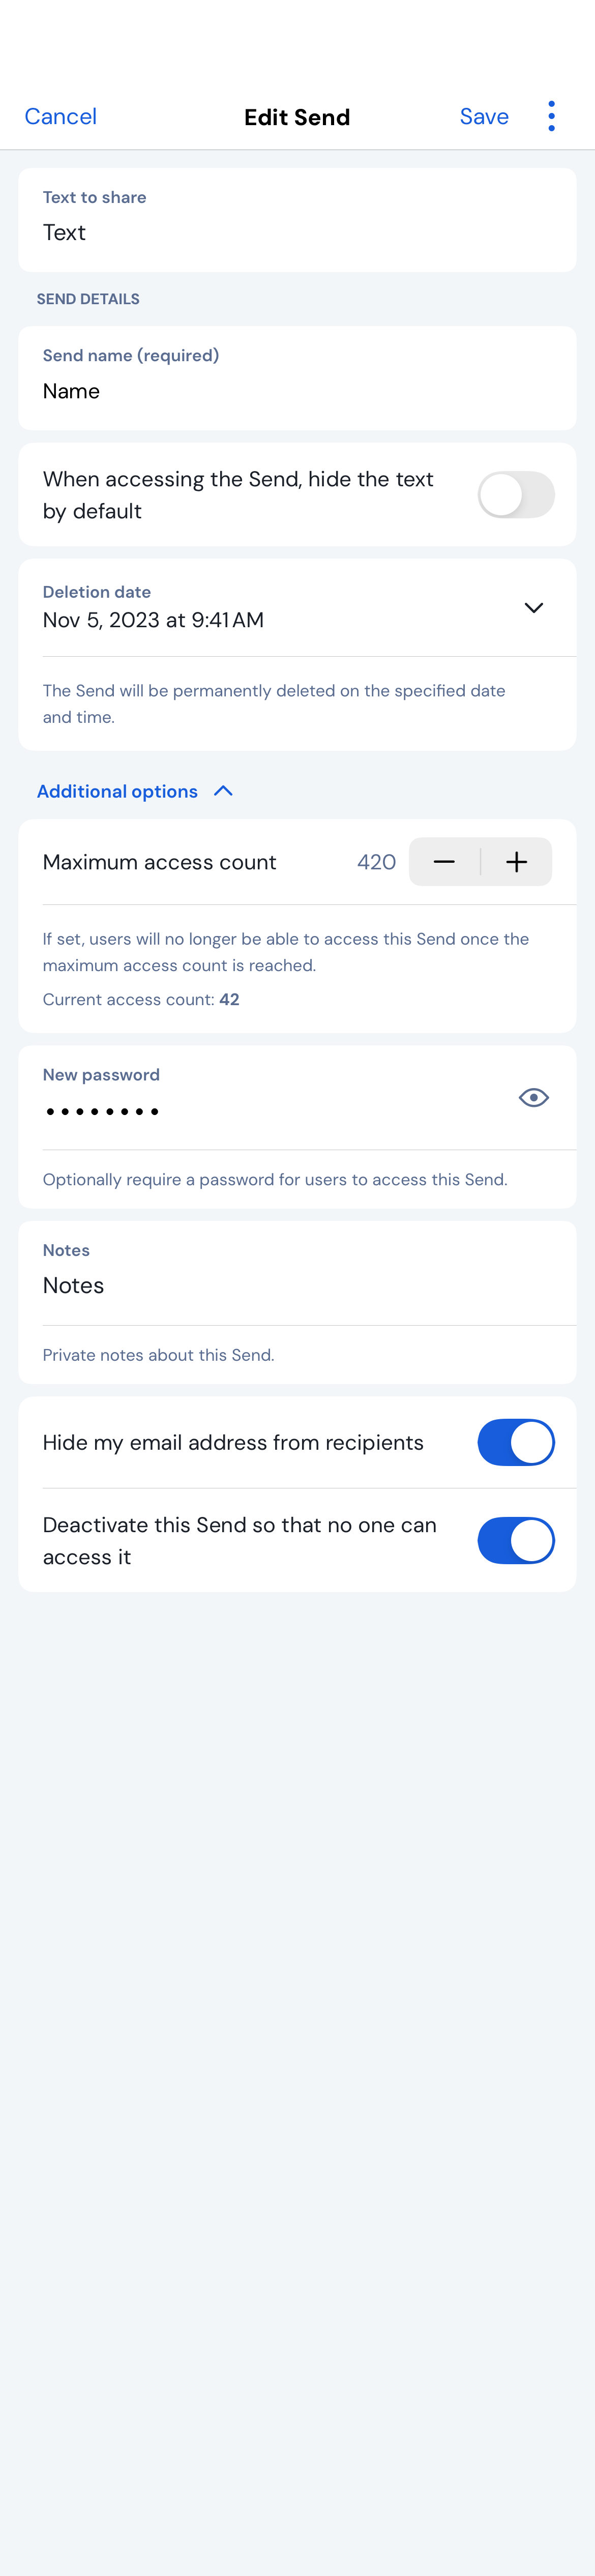 Cancel
Edit Send
Save
Text to share
Text
SEND DETAILS
Send name (required)
Name
When accessing the Send, hide the text
by default
Deletion date
Nov 5, 2023 at 9:41 AM
The Send will be permanently deleted on the specified date
and time.
Additional options
Maximum access count
420
If set, users will no longer be able to access this Send once the
maximum access count is reached.
Current access count: 42
New password
••••••••
Optionally require a password for users to access this Send.
Notes
Notes
Private notes about this Send.
Hide my email address from recipients
Deactivate this Send so that no one can
access it